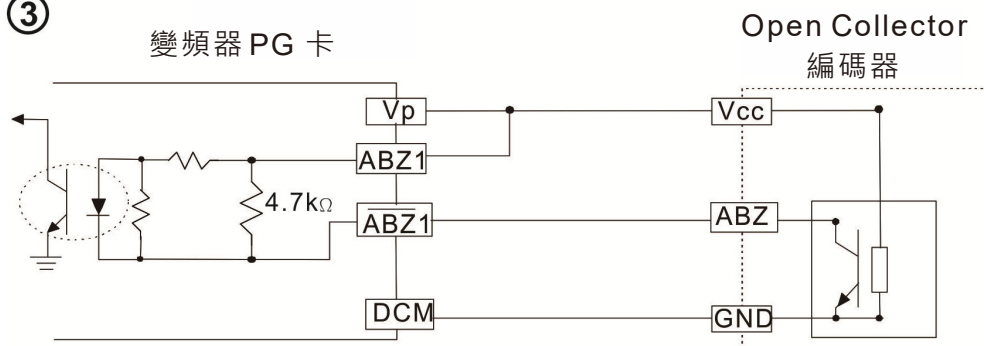 ③
變頻器 PG 卡
Open Collector
編碼器
Vp
Vcc
ABZ1
4.7kΩ
A̅B̅Z̅1
ABZ
DCM
GND